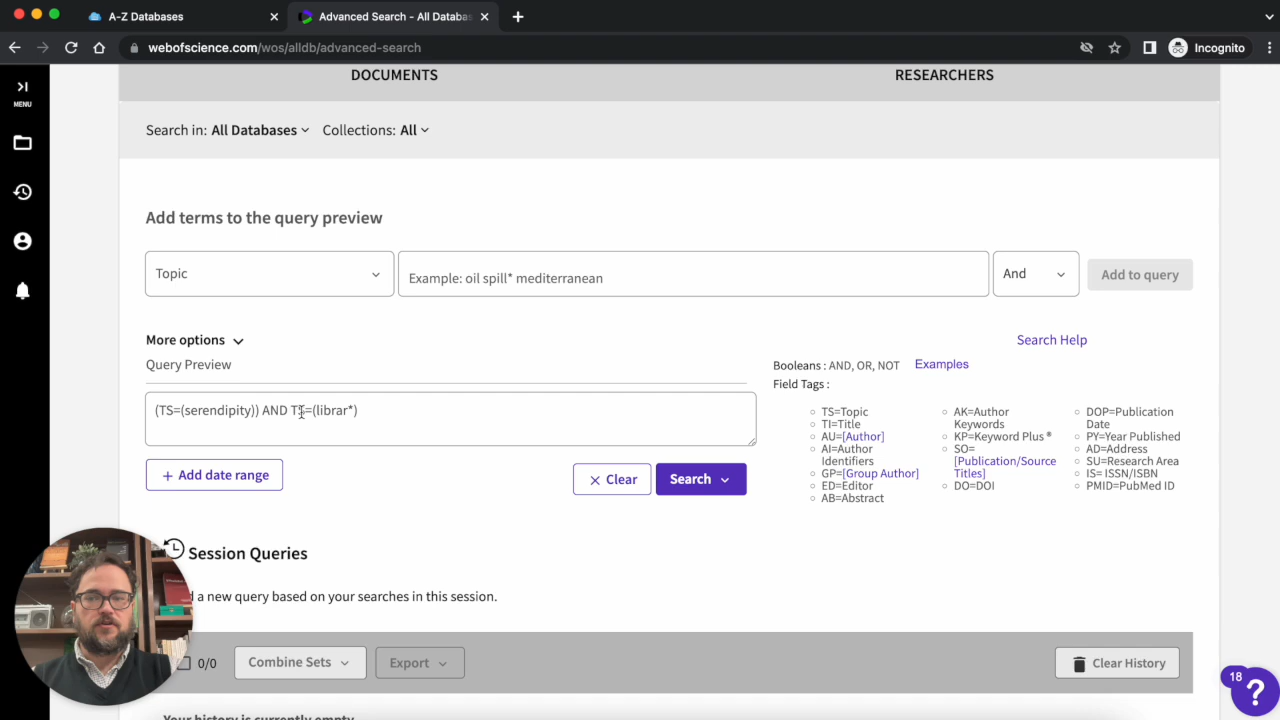 A-Z Databases
Advanced Search - All Databas
webofscience.com/wos/alldb/advanced-search
Incognito
MENU
DOCUMENTS
RESEARCHERS
Search in: All Databases
Collections: All
Add terms to the query preview
Topic
Example: oil spill* mediterranean
And
Add to query
More options
Search Help
Query Preview
Booleans : AND, OR, NOT
Examples
Field Tags :
(TS=(serendipity)) AND TS=(librar*)
TS=Topic
TI=Title
AU=[Author]
AI=Author
Identifiers
GP=[Group Author]
ED=Editor
AB=Abstract
AK=Author
Keywords
KP=Keyword Plus ®
SO=
[Publication/Source
Titles]
DO=DOI
DOP=Publication
Date
PY=Year Published
AD=Address
SU=Research Area
IS= ISSN/ISBN
PMID=PubMed ID
+ Add date range
× Clear
Search
Session Queries
a new query based on your searches in this session.
0/0
Combine Sets
Export
Clear History
18
?
Your history is currently empty